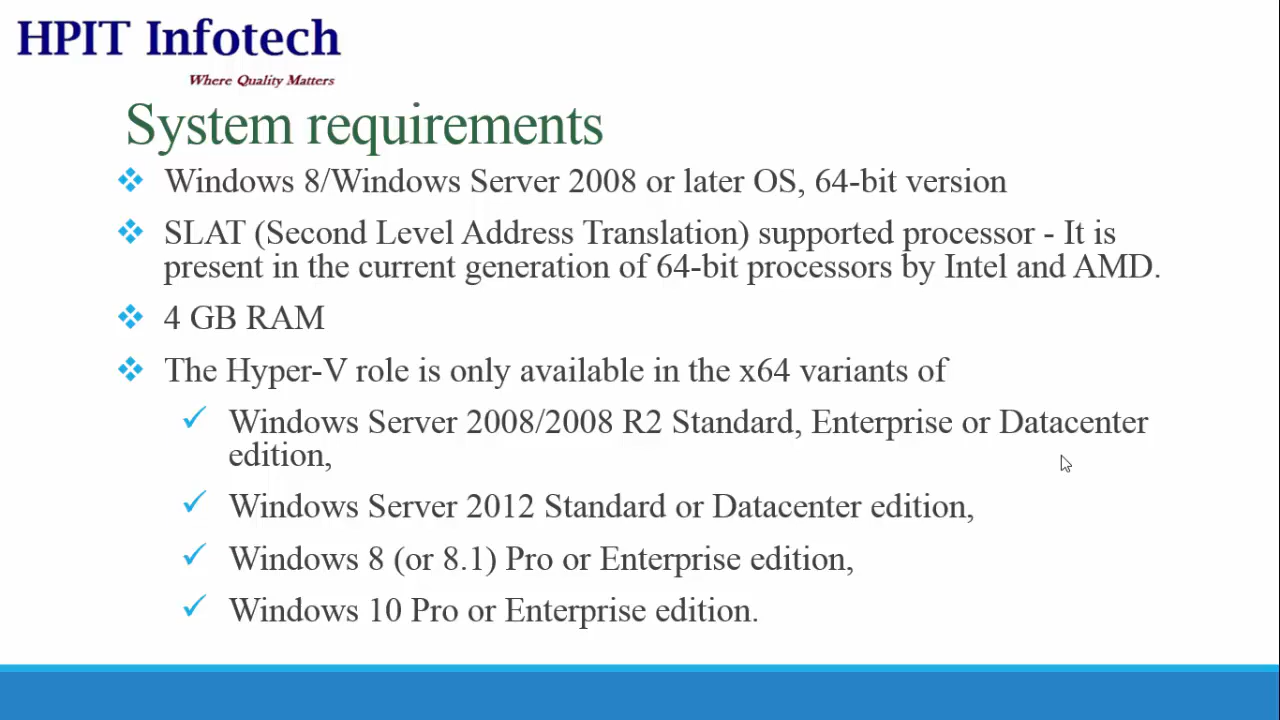 HPIT Infotech
Where Quality Matters
System requirements
Windows 8/Windows Server 2008 or later OS, 64-bit version
SLAT (Second Level Address Translation) supported processor - It is
present in the current generation of 64-bit processors by Intel and AMD.
4 GB RAM
The Hyper-V role is only available in the x64 variants of
Windows Server 2008/2008 R2 Standard, Enterprise or Datacenter
edition,
Windows Server 2012 Standard or Datacenter edition,
Windows 8 (or 8.1) Pro or Enterprise edition,
Windows 10 Pro or Enterprise edition.